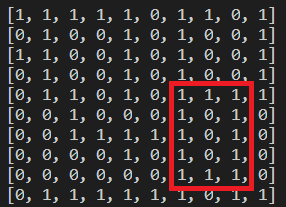 [1, 1, 1, 1, 1, 0, 1, 1, 0, 1]
[0, 1, 0, 0, 1, 0, 1, 0, 0, 1]
[1, 1, 0, 0, 1, 0, 1, 0, 0, 1]
[0, 1, 0, 0, 1, 0, 1, 0, 0, 1]
[0, 1, 1, 0, 1, 0, 1, 1, 1, 1]
[0, 0, 1, 0, 0, 0, 1, 0, 1, 0]
[0, 0, 1, 1, 1, 1, 1, 0, 1, 0]
[0, 0, 0, 0, 1, 0, 1, 0, 1, 0]
[0, 0, 0, 0, 0, 0, 1, 1, 1, 0]
[0, 1, 1, 1, 1, 1, 1, 0, 1, 1]